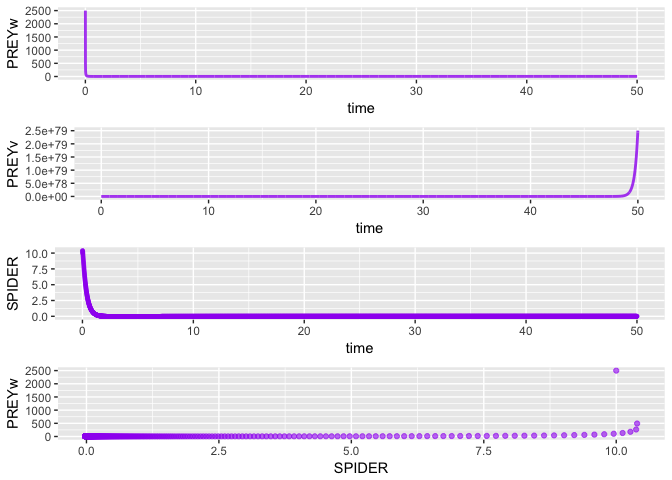 PREYw
2500
2000
1500
1000
500
0
0 10 20 30 40 50
time
PREYv
2.5e+79
2.0e+79
1.5e+79
1.0e+79
5.0e+78
0.0e+00
0 10 20 30 40 50
time
SPIDER
10.0
7.5
5.0
2.5
0.0
0 10 20 30 40 50
time
PREYw
2500
2000
1500
1000
500
0
0.0 2.5 5.0 7.5 10.0
SPIDER